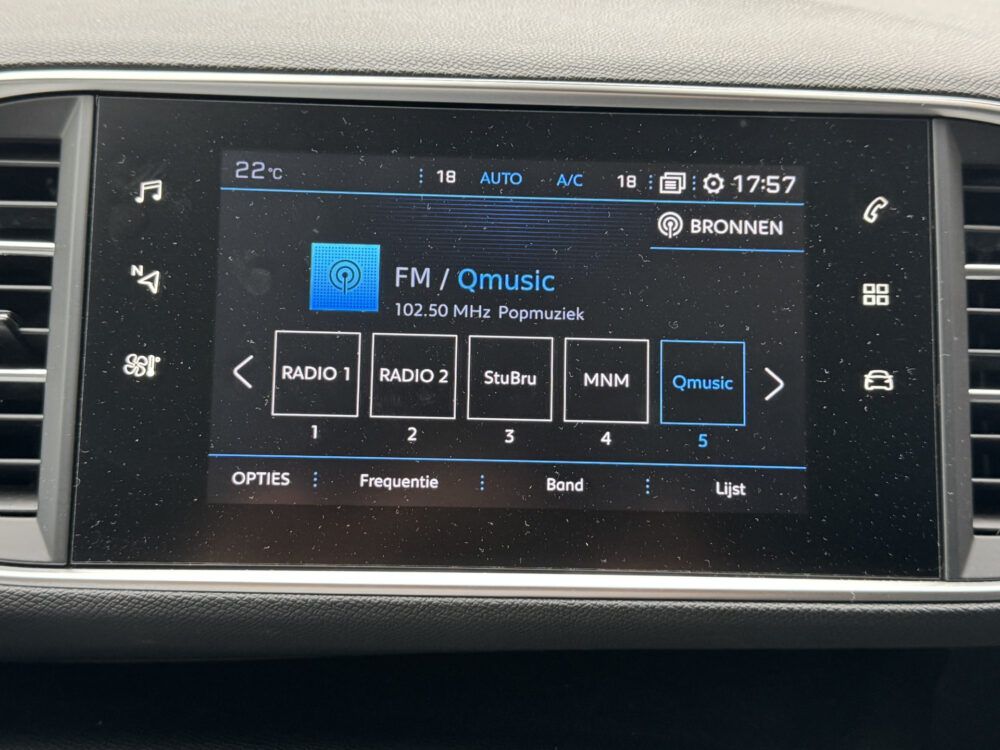 22°C 18 AUTO A/C 18 17:57
BRONNEN
FM / Qmusic
102.50 MHz Popmuziek
N
RADIO 1 RADIO 2 StuBru MNM Qmusic
1 2 3 4 5
OPTIES Frequentie Band Lijst